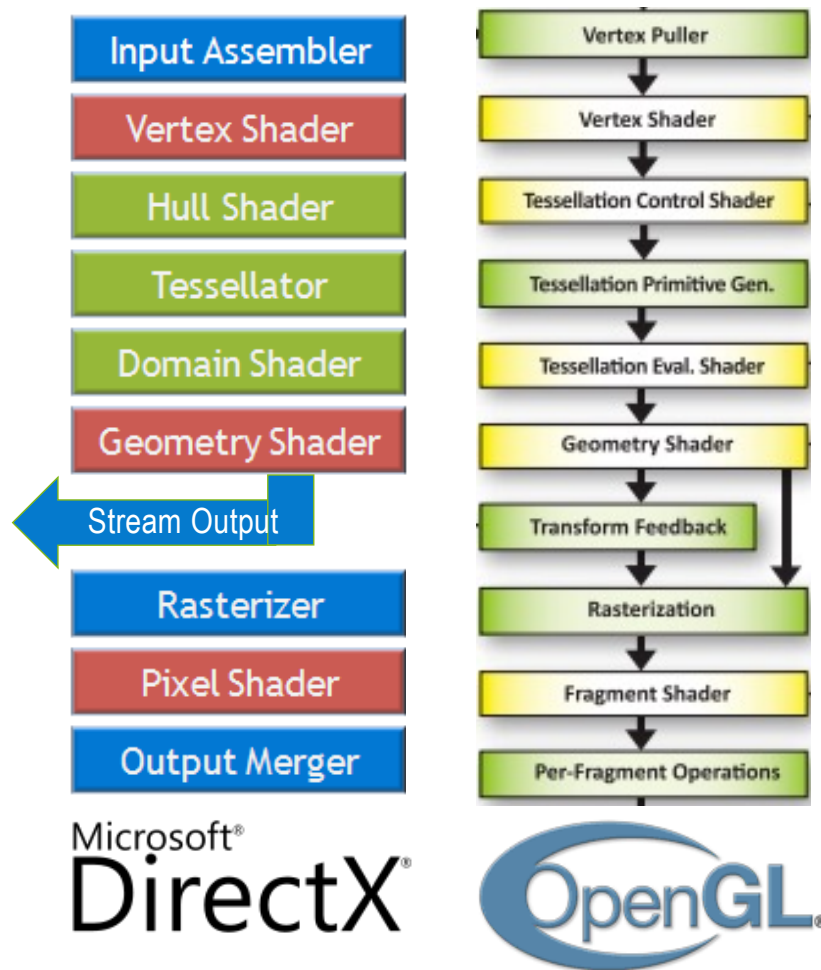 Input Assembler
Vertex Shader
Hull Shader
Tessellator
Domain Shader
Geometry Shader
Stream Output
Rasterizer
Pixel Shader
Output Merger
Microsoft®
DirectX®
Vertex Puller
Vertex Shader
Tessellation Control Shader
Tessellation Primitive Gen.
Tessellation Eval. Shader
Geometry Shader
Transform Feedback
Rasterization
Fragment Shader
Per-Fragment Operations
OpenGL®